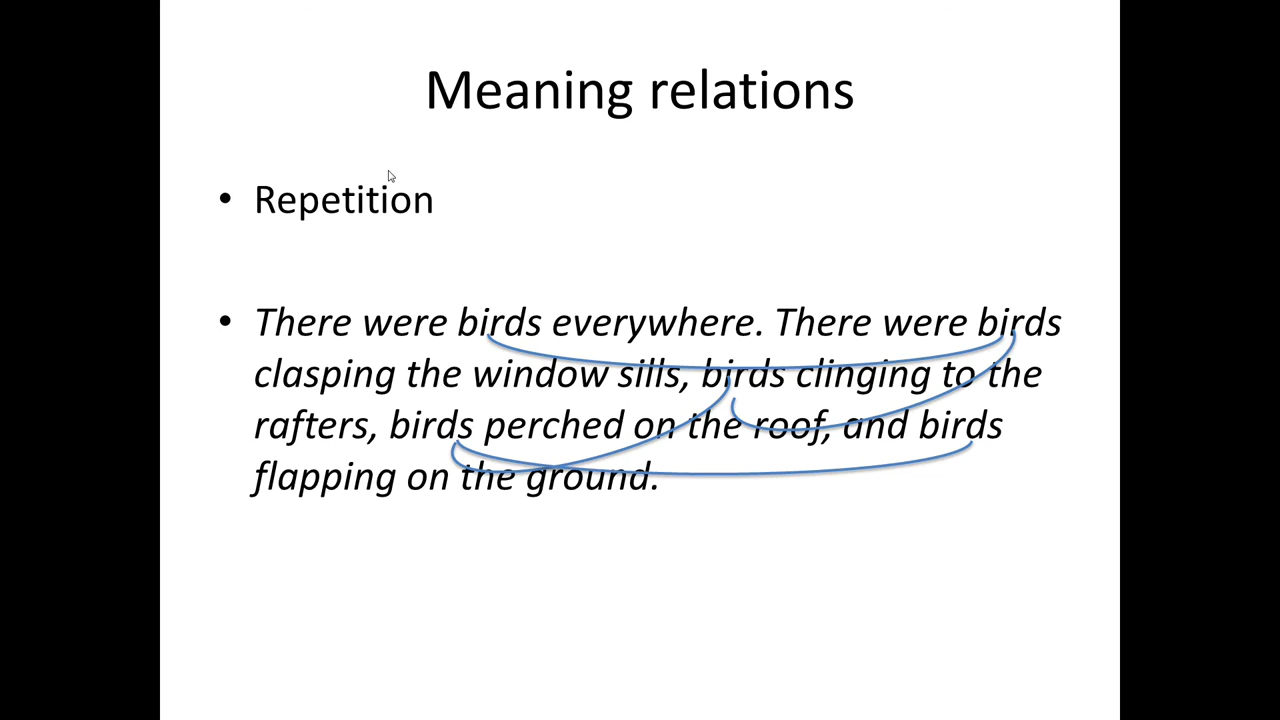 Meaning relations
• Repetition
• There were birds everywhere. There were birds
clasping the window sills, birds clinging to the
rafters, birds perched on the roof, and birds
flapping on the ground.